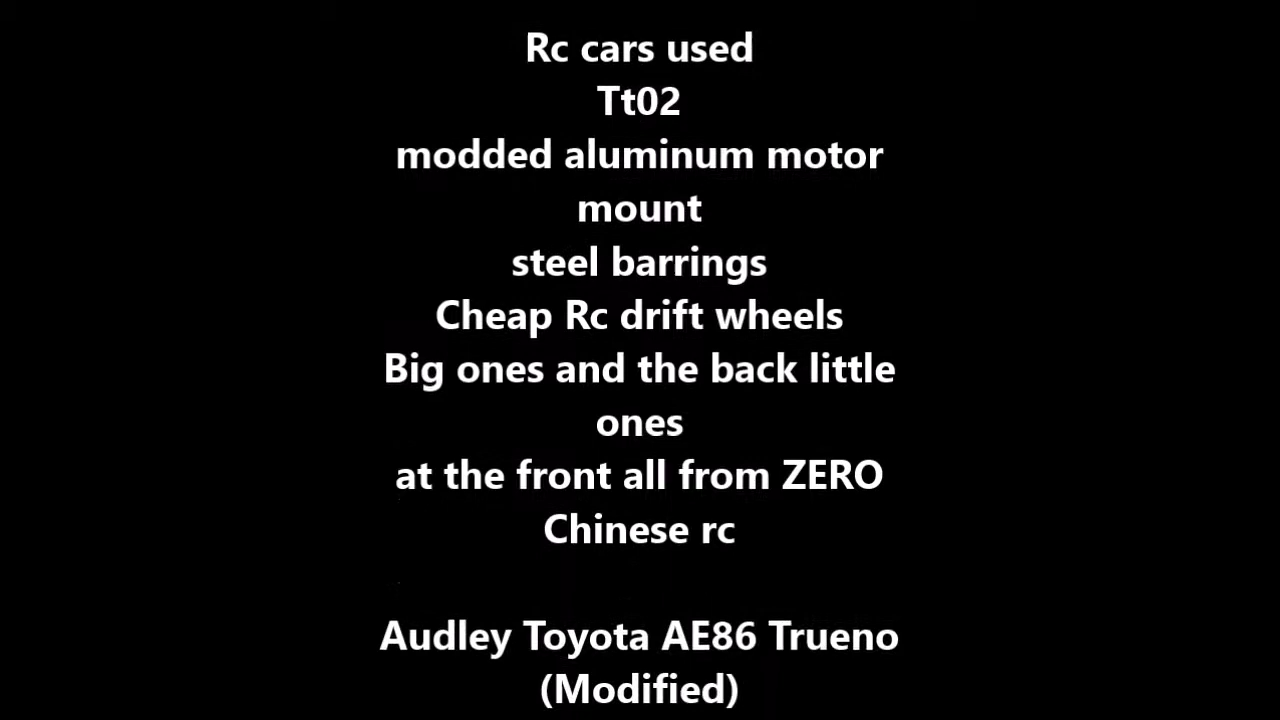 Rc cars used
Tt02
modded aluminum motor
mount
steel barrings
Cheap Rc drift wheels
Big ones and the back little
ones
at the front all from ZERO
Chinese rc
Audley Toyota AE86 Trueno
(Modified)